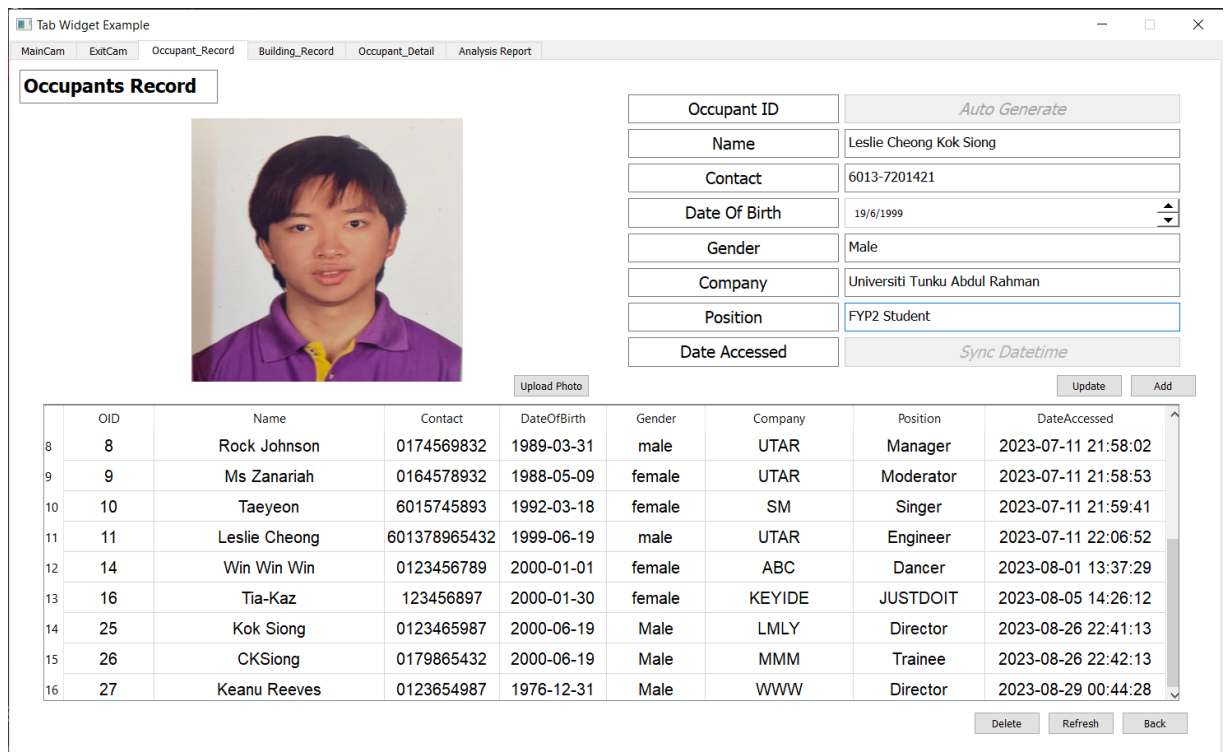 Tab Widget Example
MainCam ExitCam Occupant_Record Building_Record Occupant_Detail Analysis Report
Occupants Record
Occupant ID Auto Generate
Name Leslie Cheong Kok Siong
Contact 6013-7201421
Date Of Birth 19/6/1999
Gender Male
Company Universiti Tunku Abdul Rahman
Position FYP2 Student
Date Accessed Sync Datetime
Upload Photo Update Add
OID Name Contact DateOfBirth Gender Company Position DateAccessed
8 8 Rock Johnson 0174569832 1989-03-31 male UTAR Manager 2023-07-11 21:58:02
9 9 Ms Zanariah 0164578932 1988-05-09 female UTAR Moderator 2023-07-11 21:58:53
10 10 Taeyeon 6015745893 1992-03-18 female SM Singer 2023-07-11 21:59:41
11 11 Leslie Cheong 601378965432 1999-06-19 male UTAR Engineer 2023-07-11 22:06:52
12 14 Win Win Win 0123456789 2000-01-01 female ABC Dancer 2023-08-01 13:37:29
13 16 Tia-Kaz 123456897 2000-01-30 female KEYIDE JUSTDOIT 2023-08-05 14:26:12
14 25 Kok Siong 0123465987 2000-06-19 Male LMLY Director 2023-08-26 22:41:13
15 26 CKSiong 0179865432 2000-06-19 Male MMM Trainee 2023-08-26 22:42:13
16 27 Keanu Reeves 0123654987 1976-12-31 Male WWW Director 2023-08-29 00:44:28
Delete Refresh Back